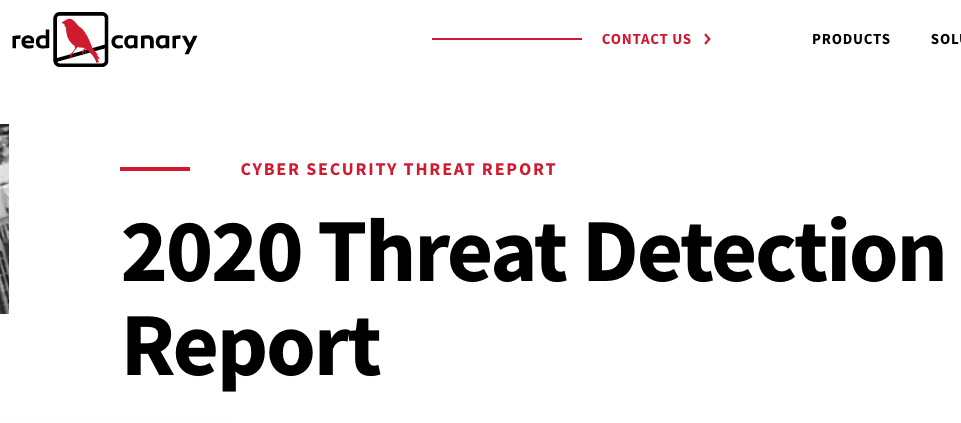 red canary
CONTACT US
PRODUCTS
CYBER SECURITY THREAT REPORT
2020 Threat Detection
Report